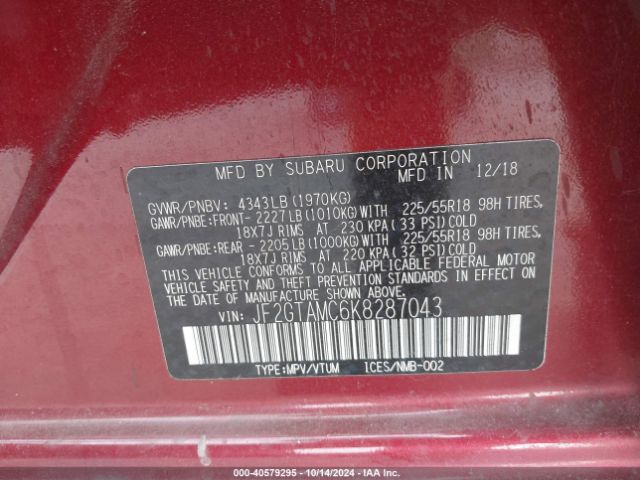 MFD BY SUBARU CORPORATION
MFD IN 12/18
GVWR/PNBV: 4343LB(1970KG)
GAWR/PNBE:FRONT- 2227LB(1010KG)WITH 225/55R18 98H TIRES,
18X7J RIMS AT 230 KPA(33 PSI)COLD
GAWR/PNBE:REAR - 2205LB(1000KG)WITH 225/55R18 98H TIRES,
18X7J RIMS AT 220 KPA(32 PSI)COLD
THIS VEHICLE CONFORMS TO ALL APPLICABLE FEDERAL MOTOR
VEHICLE SAFETY AND THEFT PREVENTION STANDARDS IN EFFECT
ON THE DATE OF MANUFACTURE SHOWN ABOVE.
VIN: JF2GTAMC6K8287043
TYPE:MPV/VTUM ICES/NMB-002
000-40579295 - 10/14/2024 - IAAI.COM